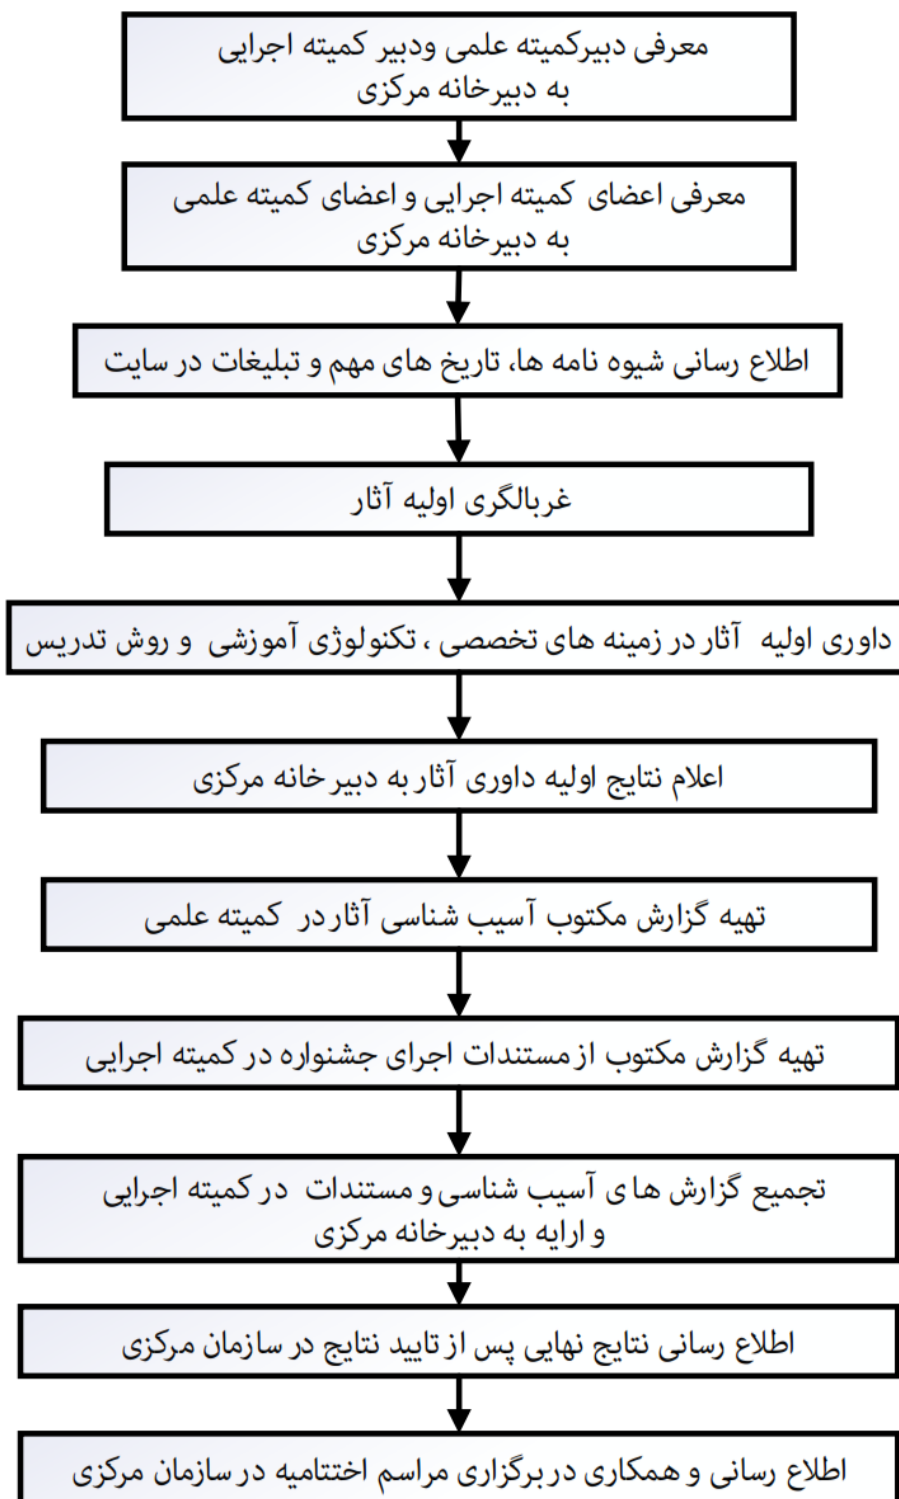 معرفی دبیرکمیته علمی ودبیر کمیته اجرایی
به دبیرخانه مرکزی
معرفی اعضای کمیته اجرایی و اعضای کمیته علمی
به دبیرخانه مرکزی
اطلاع رسانی شیوه نامه ها، تاریخ های مهم و تبلیغات در سایت
غربالگری اولیه آثار
داوری اولیه آثار در زمینه های تخصصی ، تکنولوژی آموزشی و روش تدریس
اعلام نتایج اولیه داوری آثار به دبیرخانه مرکزی
تهیه گزارش مکتوب آسیب شناسی آثار در کمیته علمی
تهیه گزارش مکتوب از مستندات اجرای جشنواره در کمیته اجرایی
تجمیع گزارش ها ی آسیب شناسی و مستندات در کمیته اجرایی
و ارایه به دبیرخانه مرکزی
اطلاع رسانی نتایج نهایی پس از تایید نتایج در سازمان مرکزی
اطلاع رسانی و همکاری در برگزاری مراسم اختتامیه در سازمان مرکزی